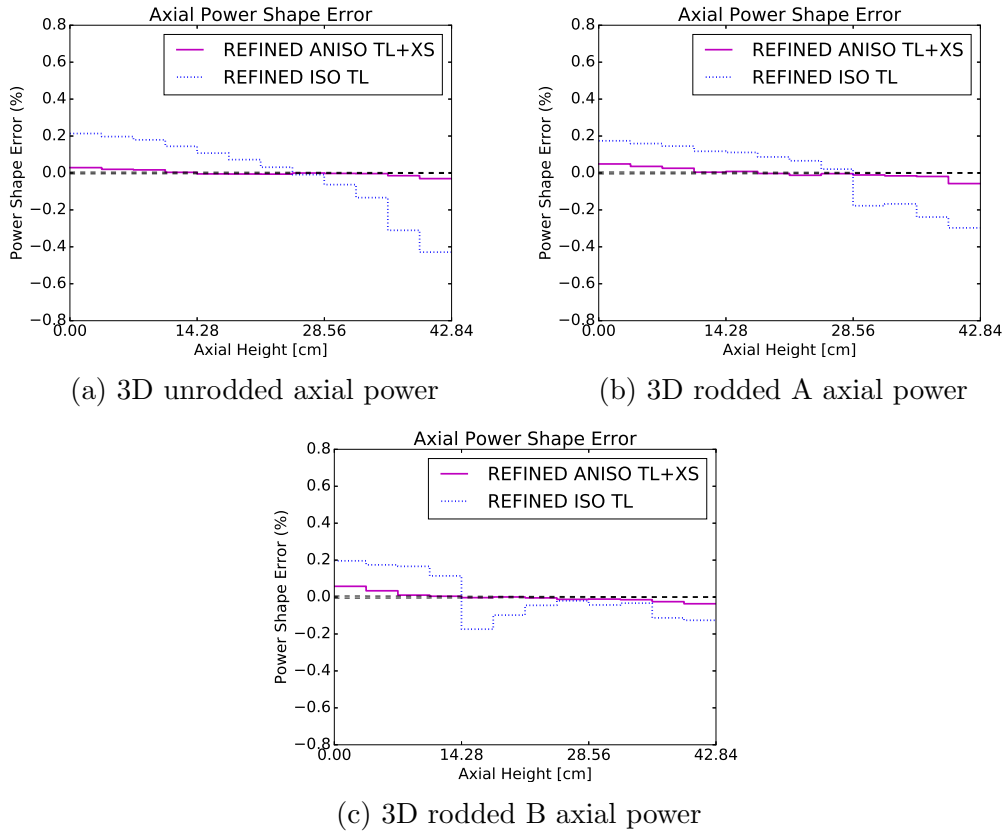 Axial Power Shape Error
0.8
0.6
0.4
0.2
0.0
−0.2
−0.4
−0.6
−0.8
Power Shape Error (%)
REFINED ANISO TL+XS
REFINED ISO TL
0.00
14.28
28.56
42.84
Axial Height [cm]
(a) 3D unrodded axial power
Axial Power Shape Error
0.8
0.6
0.4
0.2
0.0
−0.2
−0.4
−0.6
−0.8
Power Shape Error (%)
REFINED ANISO TL+XS
REFINED ISO TL
0.00
14.28
28.56
42.84
Axial Height [cm]
(b) 3D rodded A axial power
Axial Power Shape Error
0.8
0.6
0.4
0.2
0.0
−0.2
−0.4
−0.6
−0.8
Power Shape Error (%)
REFINED ANISO TL+XS
REFINED ISO TL
0.00
14.28
28.56
42.84
Axial Height [cm]
(c) 3D rodded B axial power